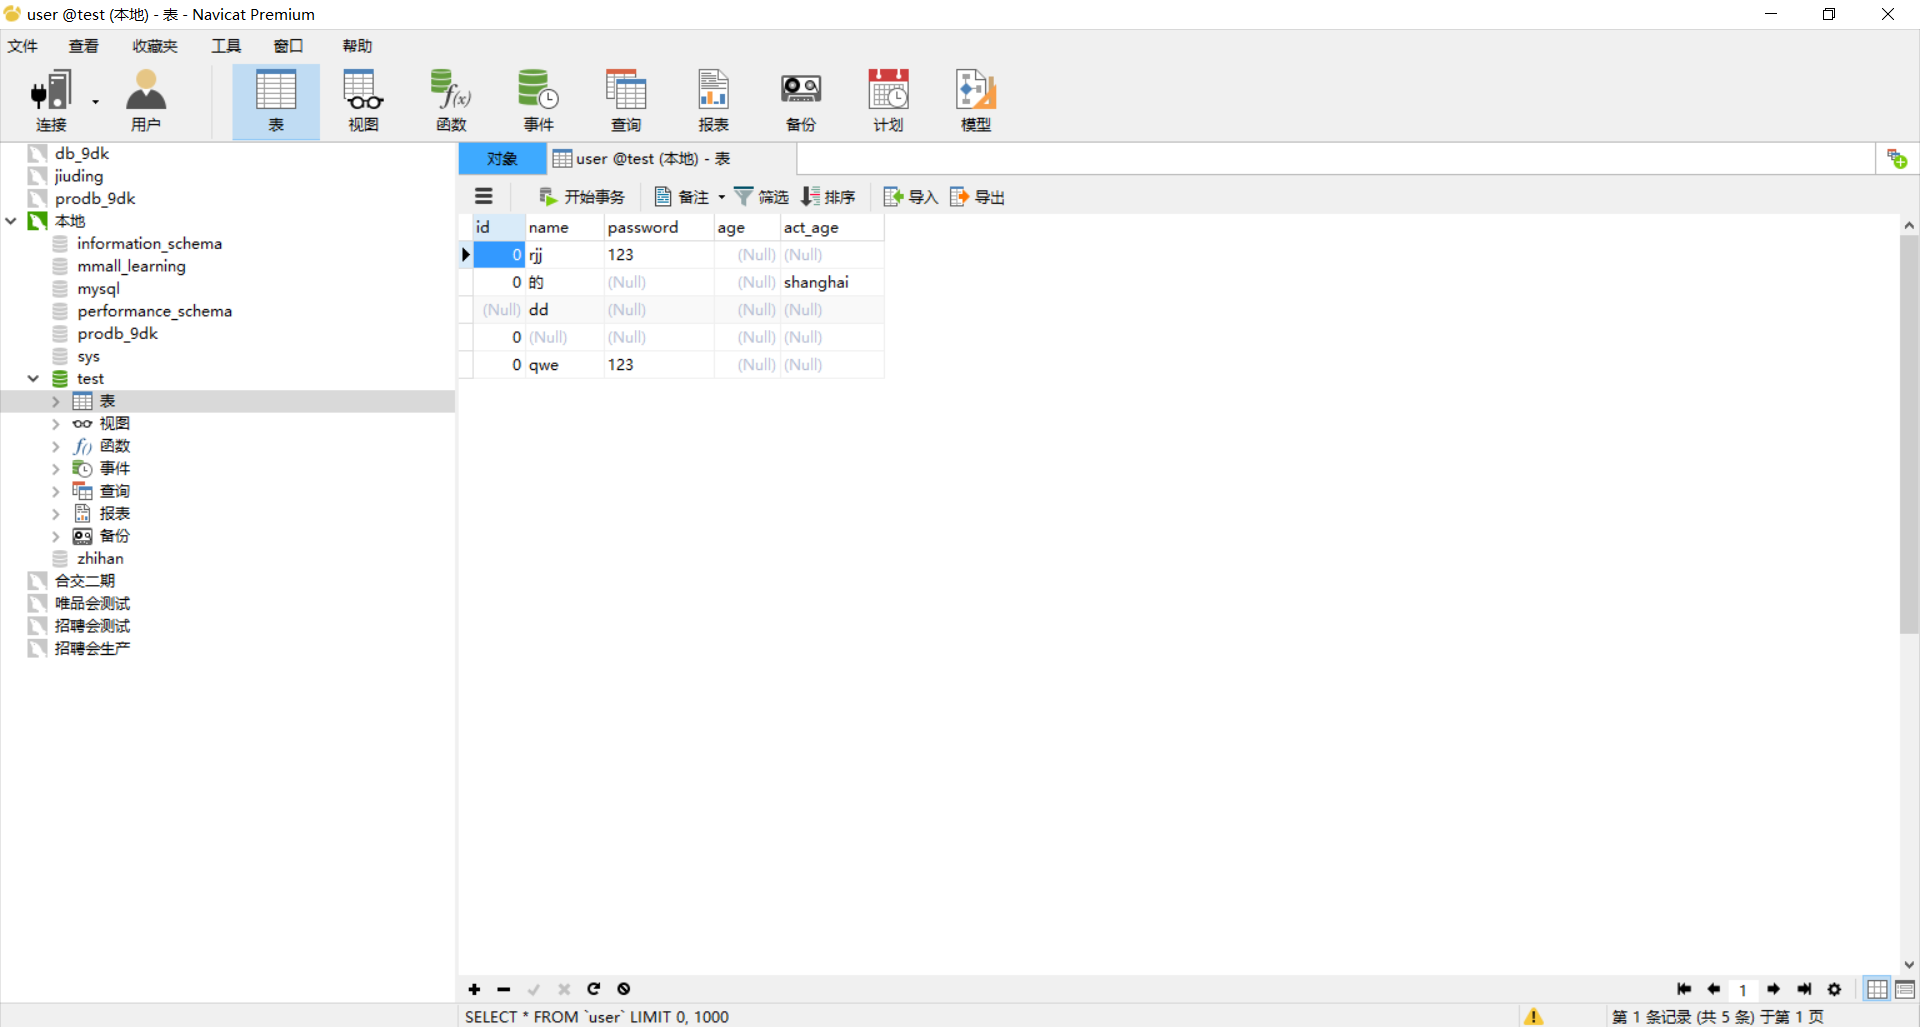 user @test (本地) - 表 - Navicat Premium
文件 查看 收藏夹 工具 窗口 帮助
连接 用户 表 视图 函数 事件 查询 报表 备份 计划 模型
db_9dk
jiuding
prodb_9dk
本地
information_schema
mmall_learning
mysql
performance_schema
prodb_9dk
sys
test
表
视图
函数
事件
查询
报表
备份
zhihan
合交二期
唯品会测试
招聘会测试
招聘会生产
对象 user @test (本地) - 表
开始事务 备注 筛选 排序 导入 导出
id name password age act_age
0 rjj 123 (Null) (Null)
0 的 (Null) (Null) shanghai
(Null) dd (Null) (Null) (Null)
0 (Null) (Null) (Null) (Null)
0 qwe 123 (Null) (Null)
1
SELECT * FROM `user` LIMIT 0, 1000
第 1 条记录 (共 5 条) 于第 1 页